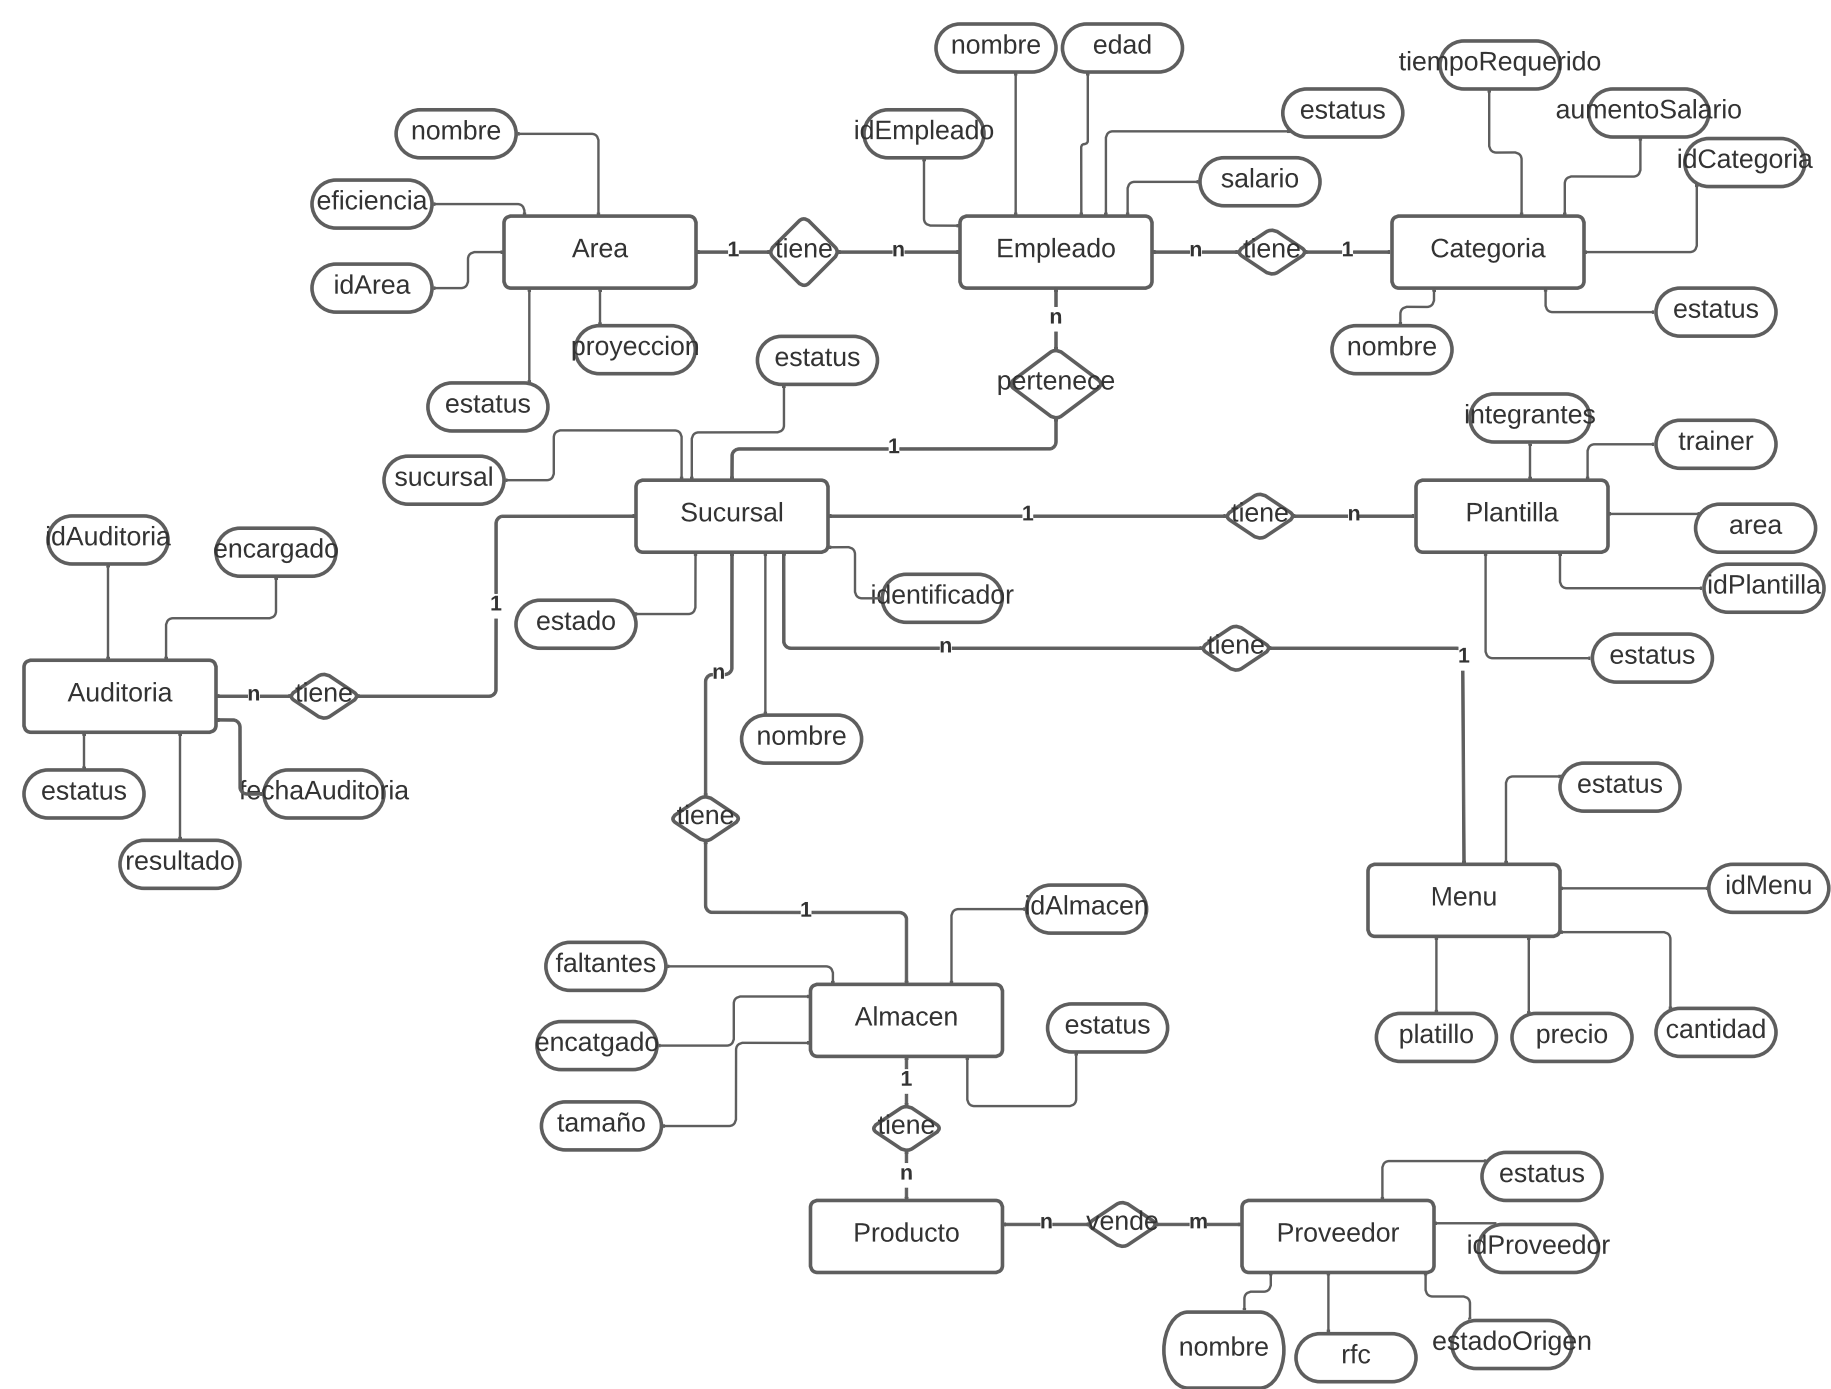 nombre
edad
tiempoRequerido
estatus
aumentoSalario
nombre
idEmpleado
idCategoria
eficiencia
salario
Area
1
tiene
n
Empleado
n
tiene
1
Categoria
idArea
estatus
n
proyeccion
estatus
nombre
pertenece
estatus
integrantes
1
trainer
sucursal
Sucursal
1
tiene
n
Plantilla
area
idAuditoria
encargado
1
estado
identificador
idPlantilla
n
tiene
1
estatus
n
Auditoria
n
tiene
nombre
estatus
fechaAuditoria
estatus
tiene
resultado
Menu
idMenu
1
idAlmacen
faltantes
Almacen
estatus
platillo
precio
cantidad
encatgado
1
tamaño
tiene
n
estatus
Producto
n
vende
m
Proveedor
idProveedor
nombre
rfc
estadoOrigen